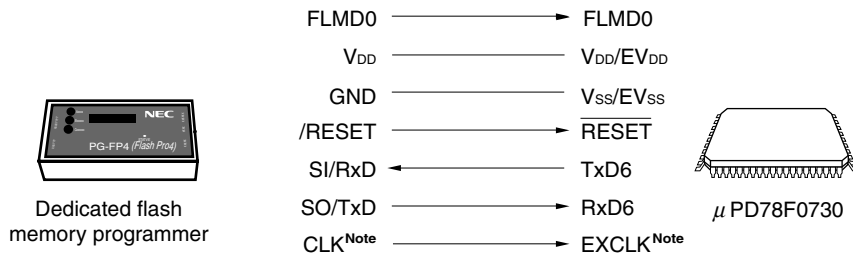 FLMD0 FLMD0
VDD VDD/EVDD
GND VSS/EVSS
/RESET RESET
SI/RxD TxD6
SO/TxD RxD6
CLKNote EXCLKNote
NEC
PG-FP4 (Flash Pro4)
Dedicated flash
memory programmer
μ PD78F0730